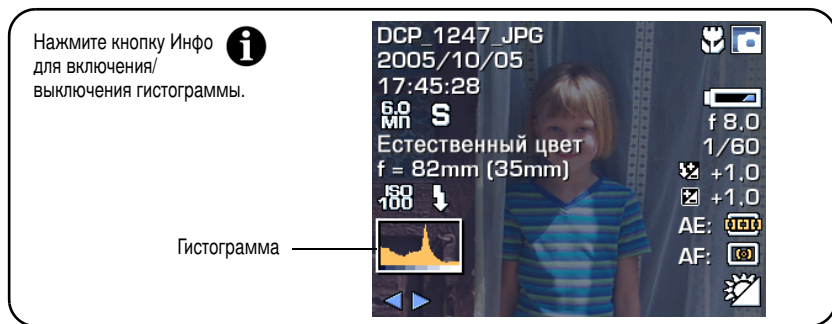 Нажмите кнопку Инфо
для включения/
выключения гистограммы.
DCP_1247_JPG
2005/10/05
17:45:28
6.0
МП S
Естественный цвет
f = 82mm (35mm)
ISO
100
f 8,0
1/60
+1,0
+1,0
AE:
AF:
Гистограмма